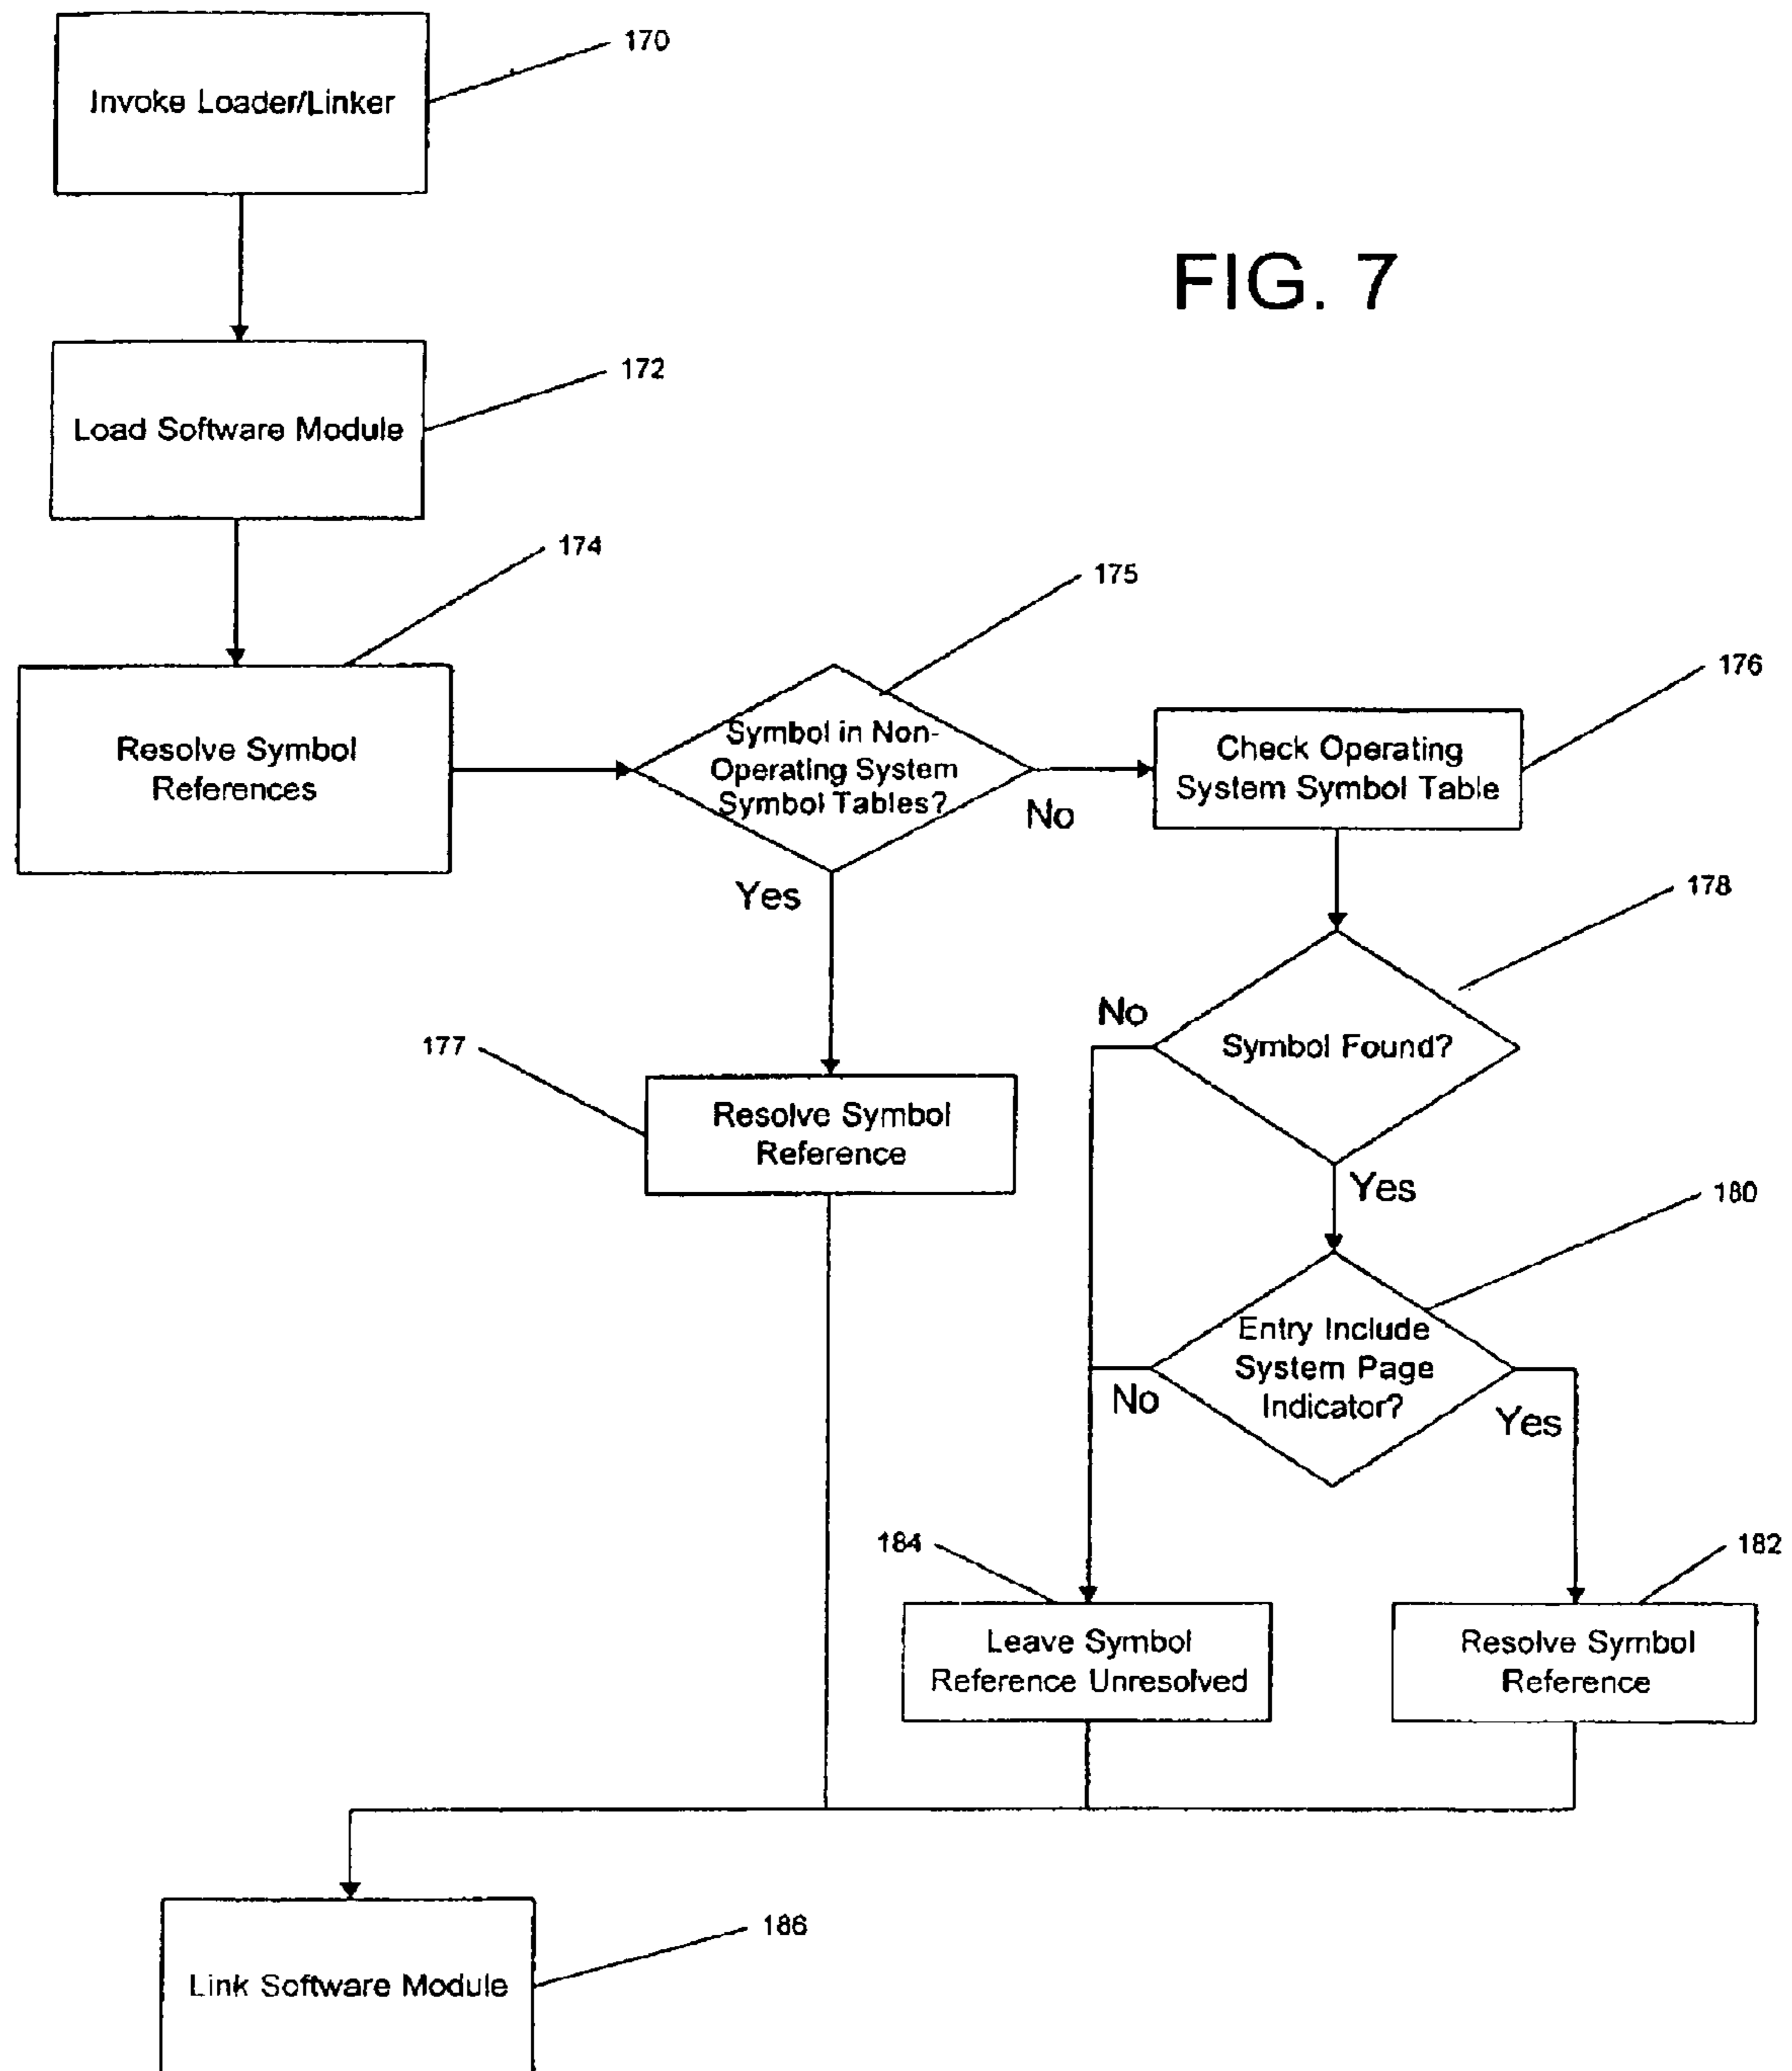 170
Invoke Loader/Linker
FIG. 7
172
Load Software Module
174
175
176
Resolve Symbol
References
Symbol in Non-
Operating System
Symbol Tables?
Check Operating
System Symbol Table
No
Yes
178
No
Symbol Found?
177
Resolve Symbol
Reference
Yes
180
Entry Include
System Page
Indicator?
No
Yes
184
182
Leave Symbol
Reference Unresolved
Resolve Symbol
Reference
186
Link Software Module